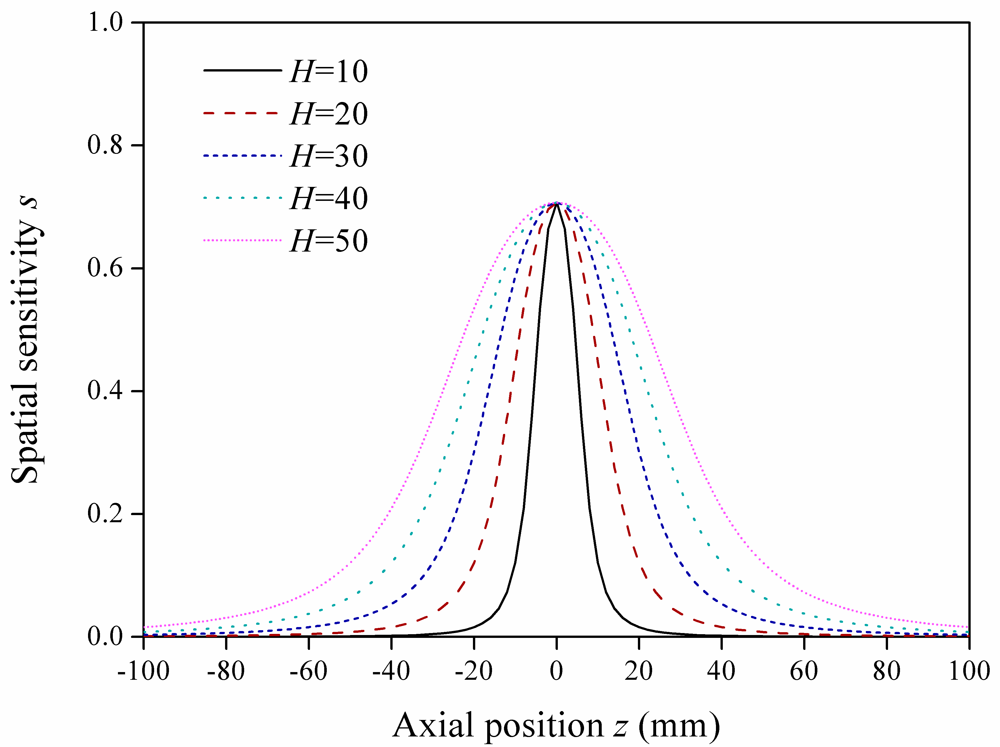 1.0
0.8
0.6
0.4
0.2
0.0
Spatial sensitivity s
H=10
H=20
H=30
H=40
H=50
-100 -80 -60 -40 -20 0 20 40 60 80 100
Axial position z (mm)